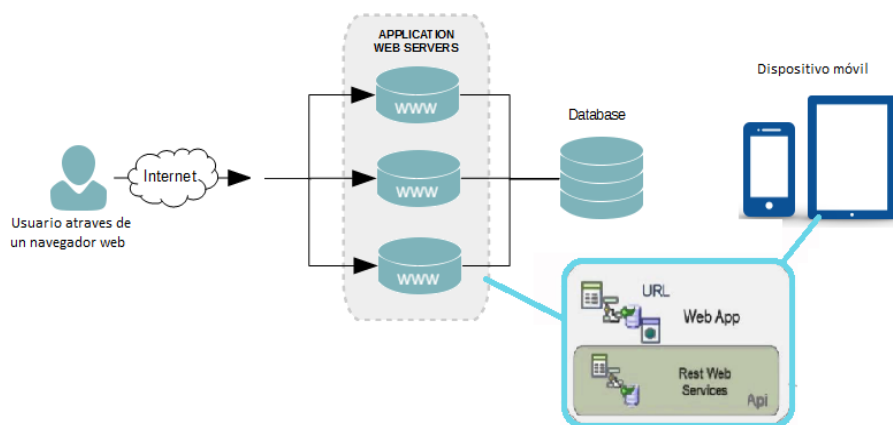 APPLICATION
WEB SERVERS
WWW
WWW
WWW
Internet
Usuario atraves de
un navegador web
Database
Dispositivo móvil
URL
Web App
Rest Web
Services
Api